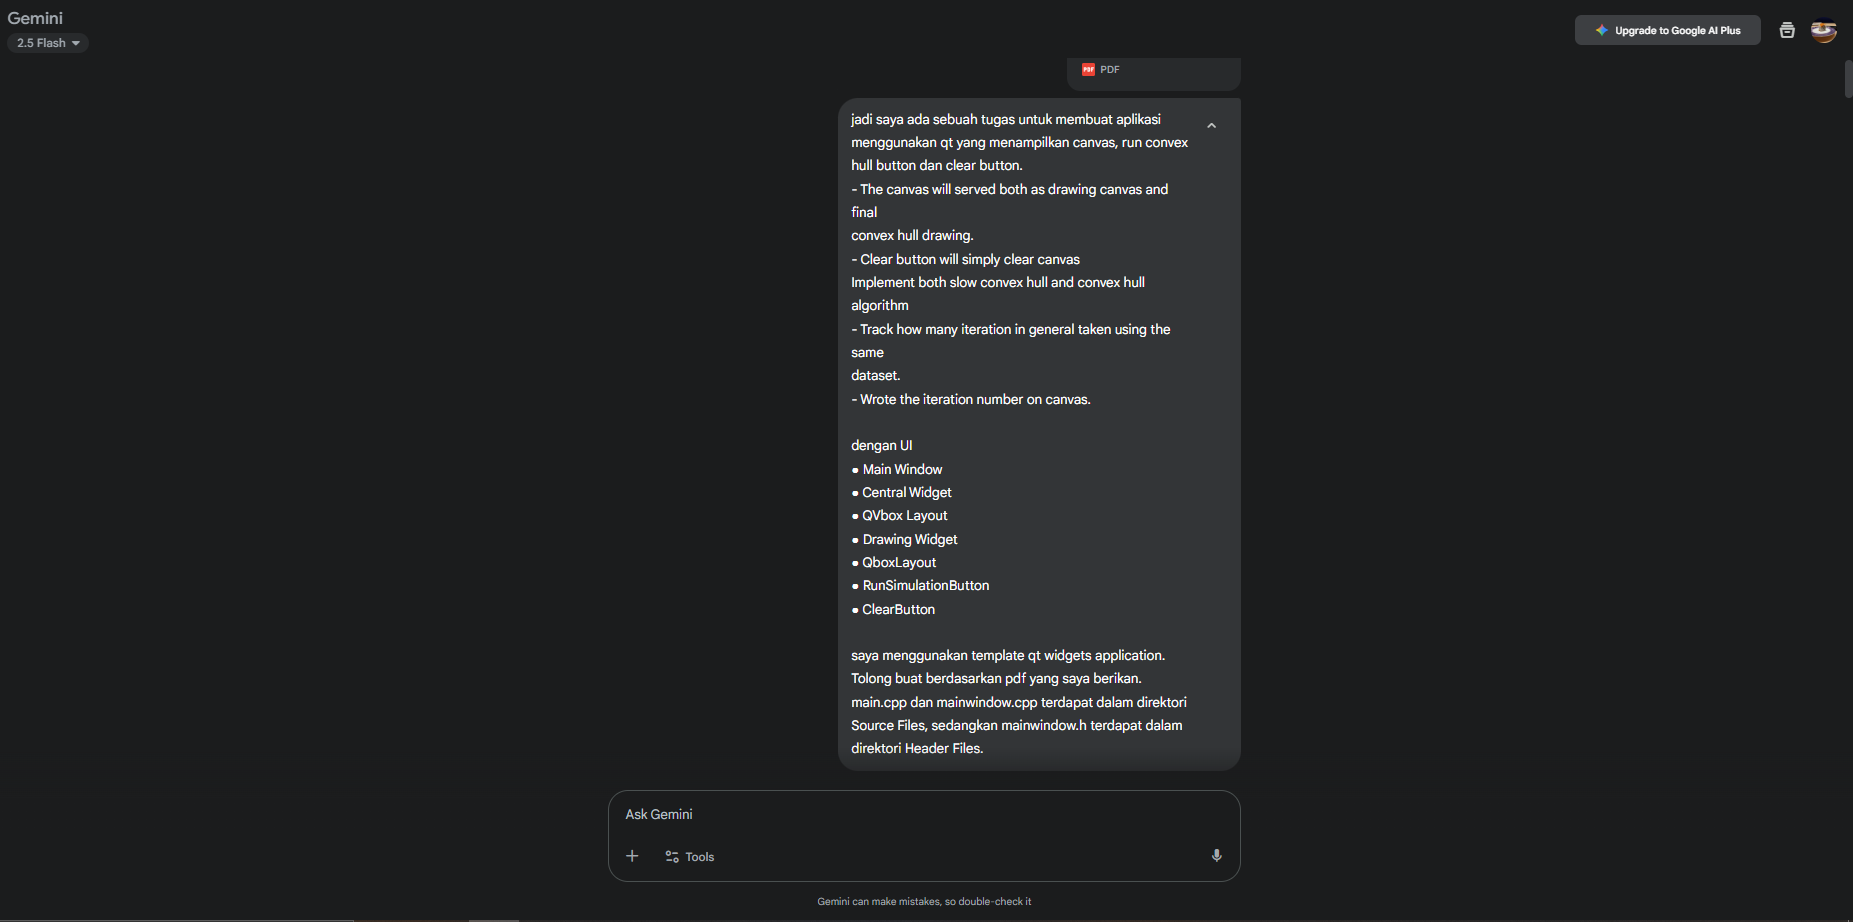 Gemini
2.5 Flash
Upgrade to Google AI Plus
PDF PDF
jadi saya ada sebuah tugas untuk membuat aplikasi
menggunakan qt yang menampilkan canvas, run convex
hull button dan clear button.
- The canvas will served both as drawing canvas and
final
convex hull drawing.
- Clear button will simply clear canvas
Implement both slow convex hull and convex hull
algorithm
- Track how many iteration in general taken using the
same
dataset.
- Wrote the iteration number on canvas.
dengan UI
● Main Window
● Central Widget
● QVbox Layout
● Drawing Widget
● QboxLayout
● RunSimulationButton
● ClearButton
saya menggunakan template qt widgets application.
Tolong buat berdasarkan pdf yang saya berikan.
main.cpp dan mainwindow.cpp terdapat dalam direktori
Source Files, sedangkan mainwindow.h terdapat dalam
direktori Header Files.
Ask Gemini
Tools
Gemini can make mistakes, so double-check it